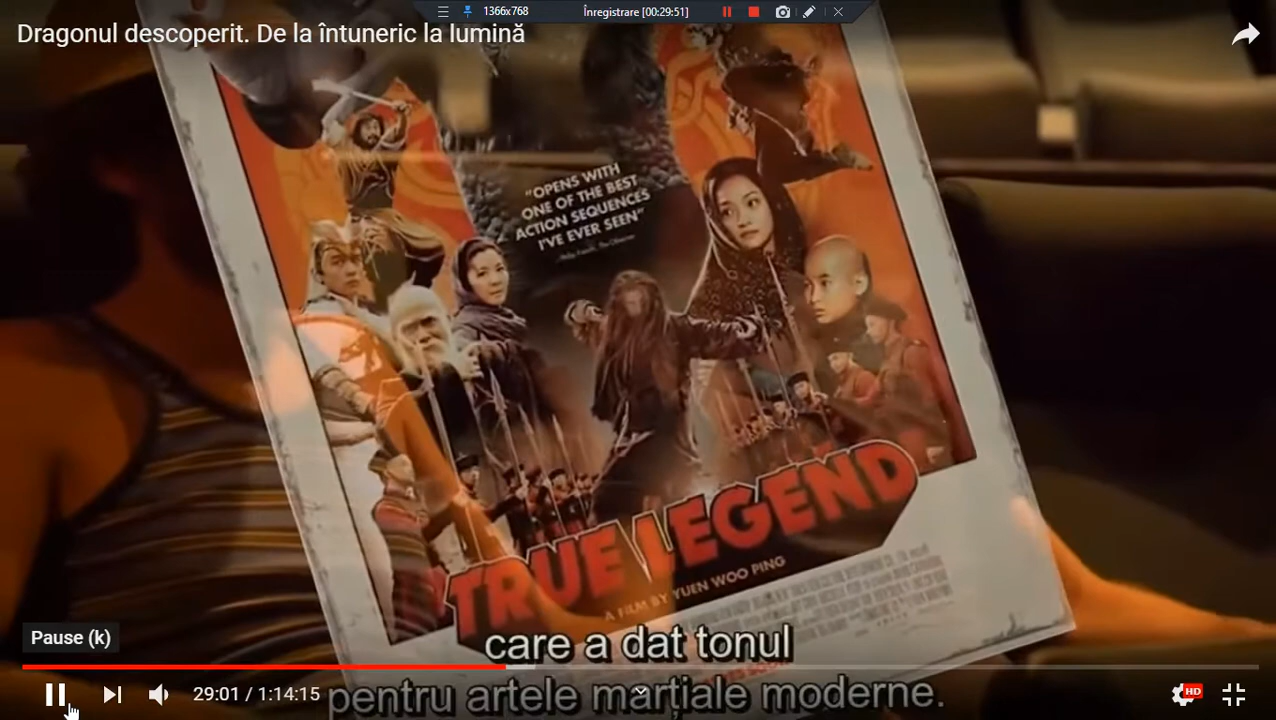 1366x768
Înregistrare [00:29:51]
Dragonul descoperit. De la întuneric la lumină
"OPENS WITH
ONE OF THE BEST
ACTION SEQUENCES
I'VE EVER SEEN"
TRUE LEGEND
A FILM BY YUEN WOO PING
care a dat tonul
pentru artele marțiale moderne.
Pause (k)
29:01 / 1:14:15
HD